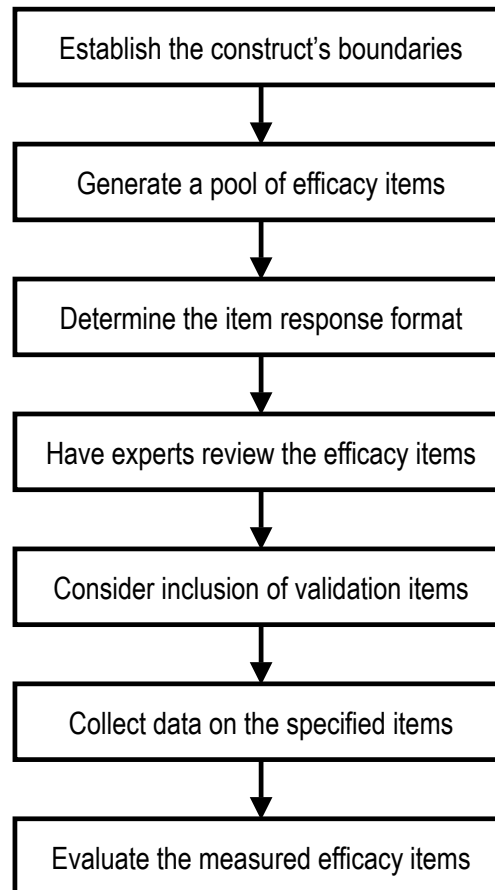 Establish the construct’s boundaries
Generate a pool of efficacy items
Determine the item response format
Have experts review the efficacy items
Consider inclusion of validation items
Collect data on the specified items
Evaluate the measured efficacy items